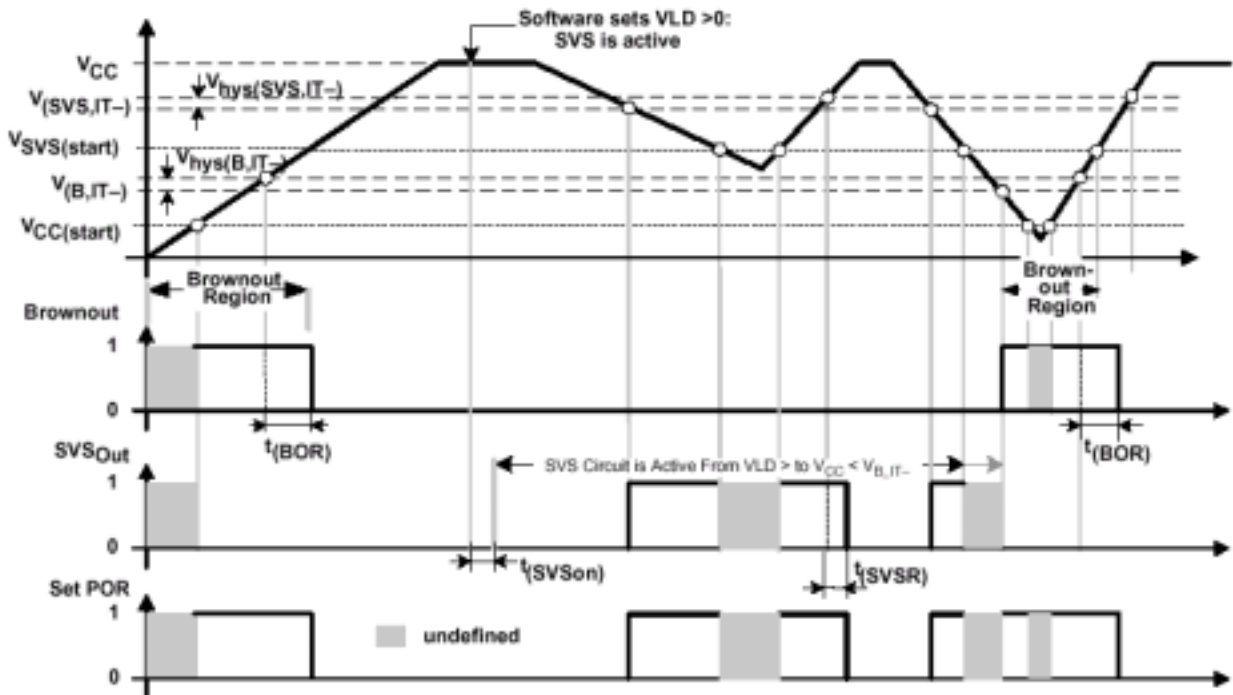 Software sets VLD >0:
SVS is active
VCC
Vhys(SVS,IT–)
V(SVS,IT–)
VSVS(start)
Vhys(B,IT–)
V(B,IT–)
VCC(start)
Brownout
Region
Brown-
out
Region
Brownout
1
0
t(BOR)
t(BOR)
SVSOut
SVS Circuit is Active From VLD > to VCC < VB_IT–
1
0
t(SVSon)
t(SVSR)
Set POR
1
undefined
0